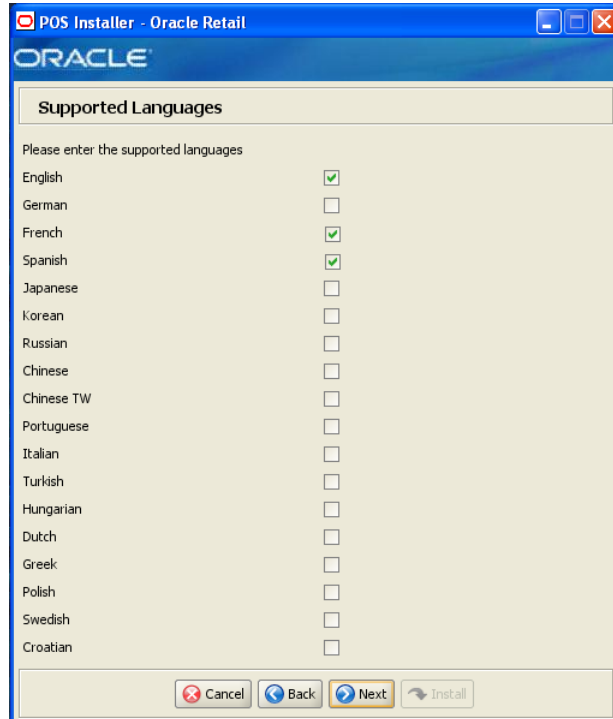 POS Installer - Oracle Retail
ORACLE
Supported Languages
Please enter the supported languages
English
German
French
Spanish
Japanese
Korean
Russian
Chinese
Chinese TW
Portuguese
Italian
Turkish
Hungarian
Dutch
Greek
Polish
Swedish
Croatian
Cancel Back Next Install